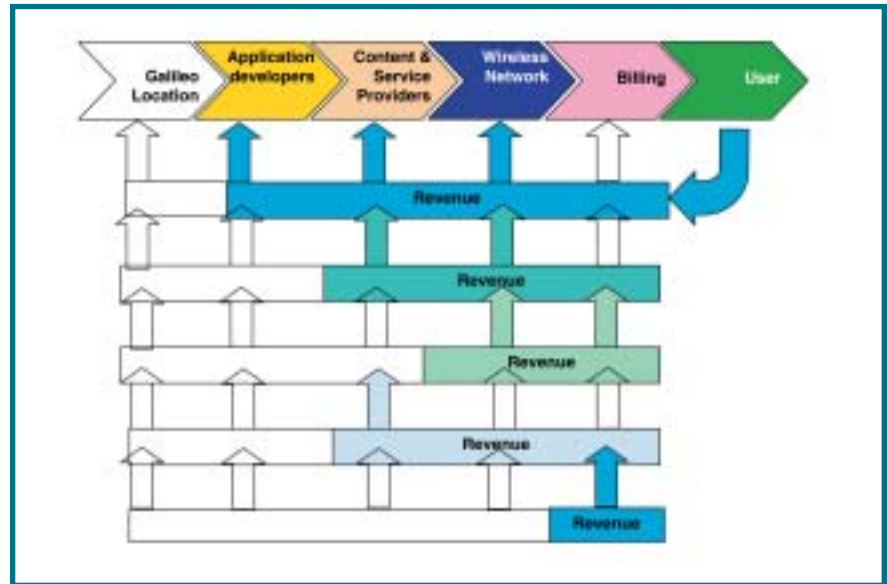 Galileo
Location
Application
developers
Content &
Service
Providers
Wireless
Network
Billing
User
Revenue
Revenue
Revenue
Revenue
Revenue